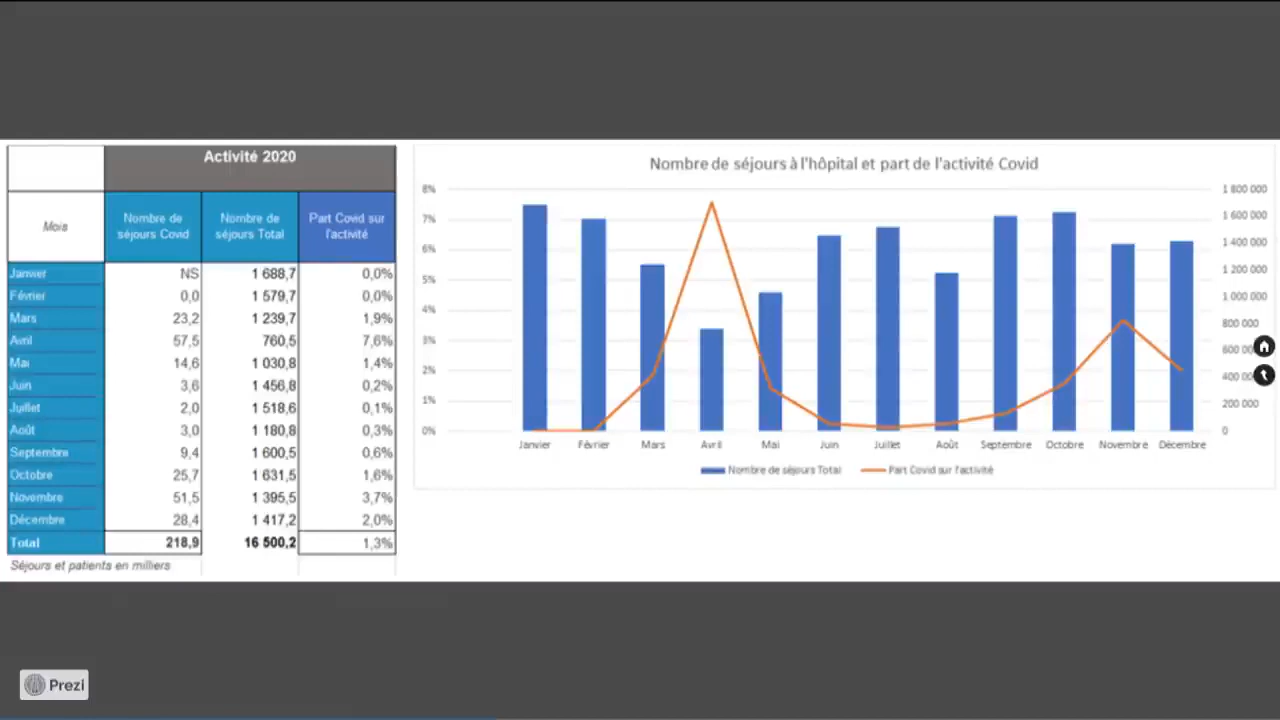 Activité 2020
Mois
Nombre de séjours Covid
Nombre de séjours Total
Part Covid sur l'activité
Janvier NS 1 688,7 0,0%
Février 0,0 1 579,7 0,0%
Mars 23,2 1 239,7 1,9%
Avril 57,5 760,5 7,6%
Mai 14,6 1 030,8 1,4%
Juin 3,6 1 456,8 0,2%
Juillet 2,0 1 518,6 0,1%
Août 3,0 1 180,8 0,3%
Septembre 9,4 1 600,5 0,6%
Octobre 25,7 1 631,5 1,6%
Novembre 51,5 1 395,5 3,7%
Décembre 28,4 1 417,2 2,0%
Total 218,9 16 500,2 1,3%
Séjours et patients en milliers
Nombre de séjours à l'hôpital et part de l'activité Covid
8% 1 800 000
7% 1 600 000
6% 1 400 000
5% 1 200 000
4% 1 000 000
3% 800 000
2% 600 000
1% 400 000
0% 200 000
0
Janvier Février Mars Avril Mai Juin Juillet Août Septembre Octobre Novembre Décembre
Nombre de séjours Total Part Covid sur l'activité
Prezi